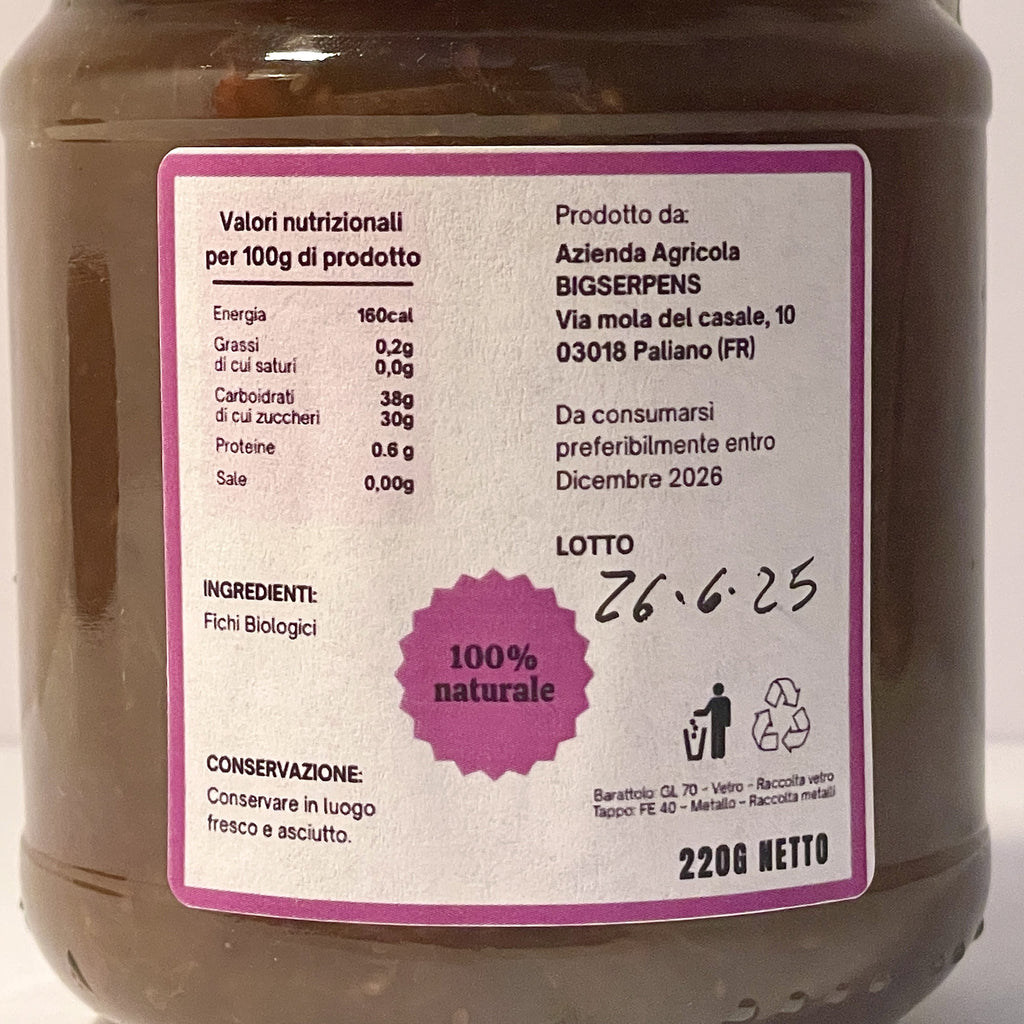 Valori nutrizionali
per 100g di prodotto
Energia 160cal
Grassi 0,2g
di cui saturi 0,0g
Carboidrati 38g
di cui zuccheri 30g
Proteine 0.6 g
Sale 0,00g
INGREDIENTI:
Fichi Biologici
CONSERVAZIONE:
Conservare in luogo
fresco e asciutto.
100%
naturale
Prodotto da:
Azienda Agricola
BIGSERPENS
Via mola del casale, 10
03018 Paliano (FR)
Da consumarsi
preferibilmente entro
Dicembre 2026
LOTTO
26.6.25
Barattolo: GL 70 - Vetro - Raccolta vetro
Tappo: FE 40 - Metallo - Raccolta metalli
220G NETTO